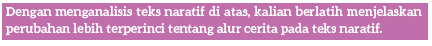 Dengan menganalisis teks naratif di atas, kalian berlatih menjelaskan
perubahan lebih terperinci tentang alur cerita pada teks naratif.